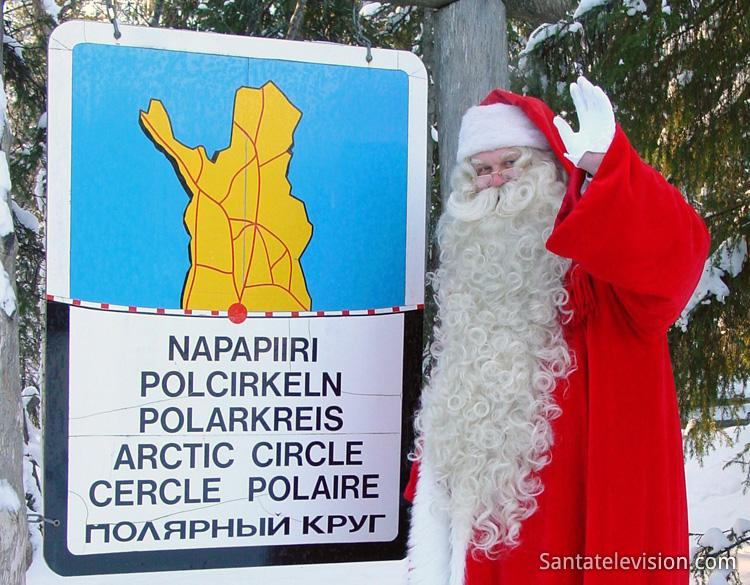 NAPAPIIRI
POLCIRKELN
POLARKREIS
ARCTIC CIRCLE
CERCLE POLAIRE
ПОЛЯРНЫЙ КРУГ
Santatelevision.com